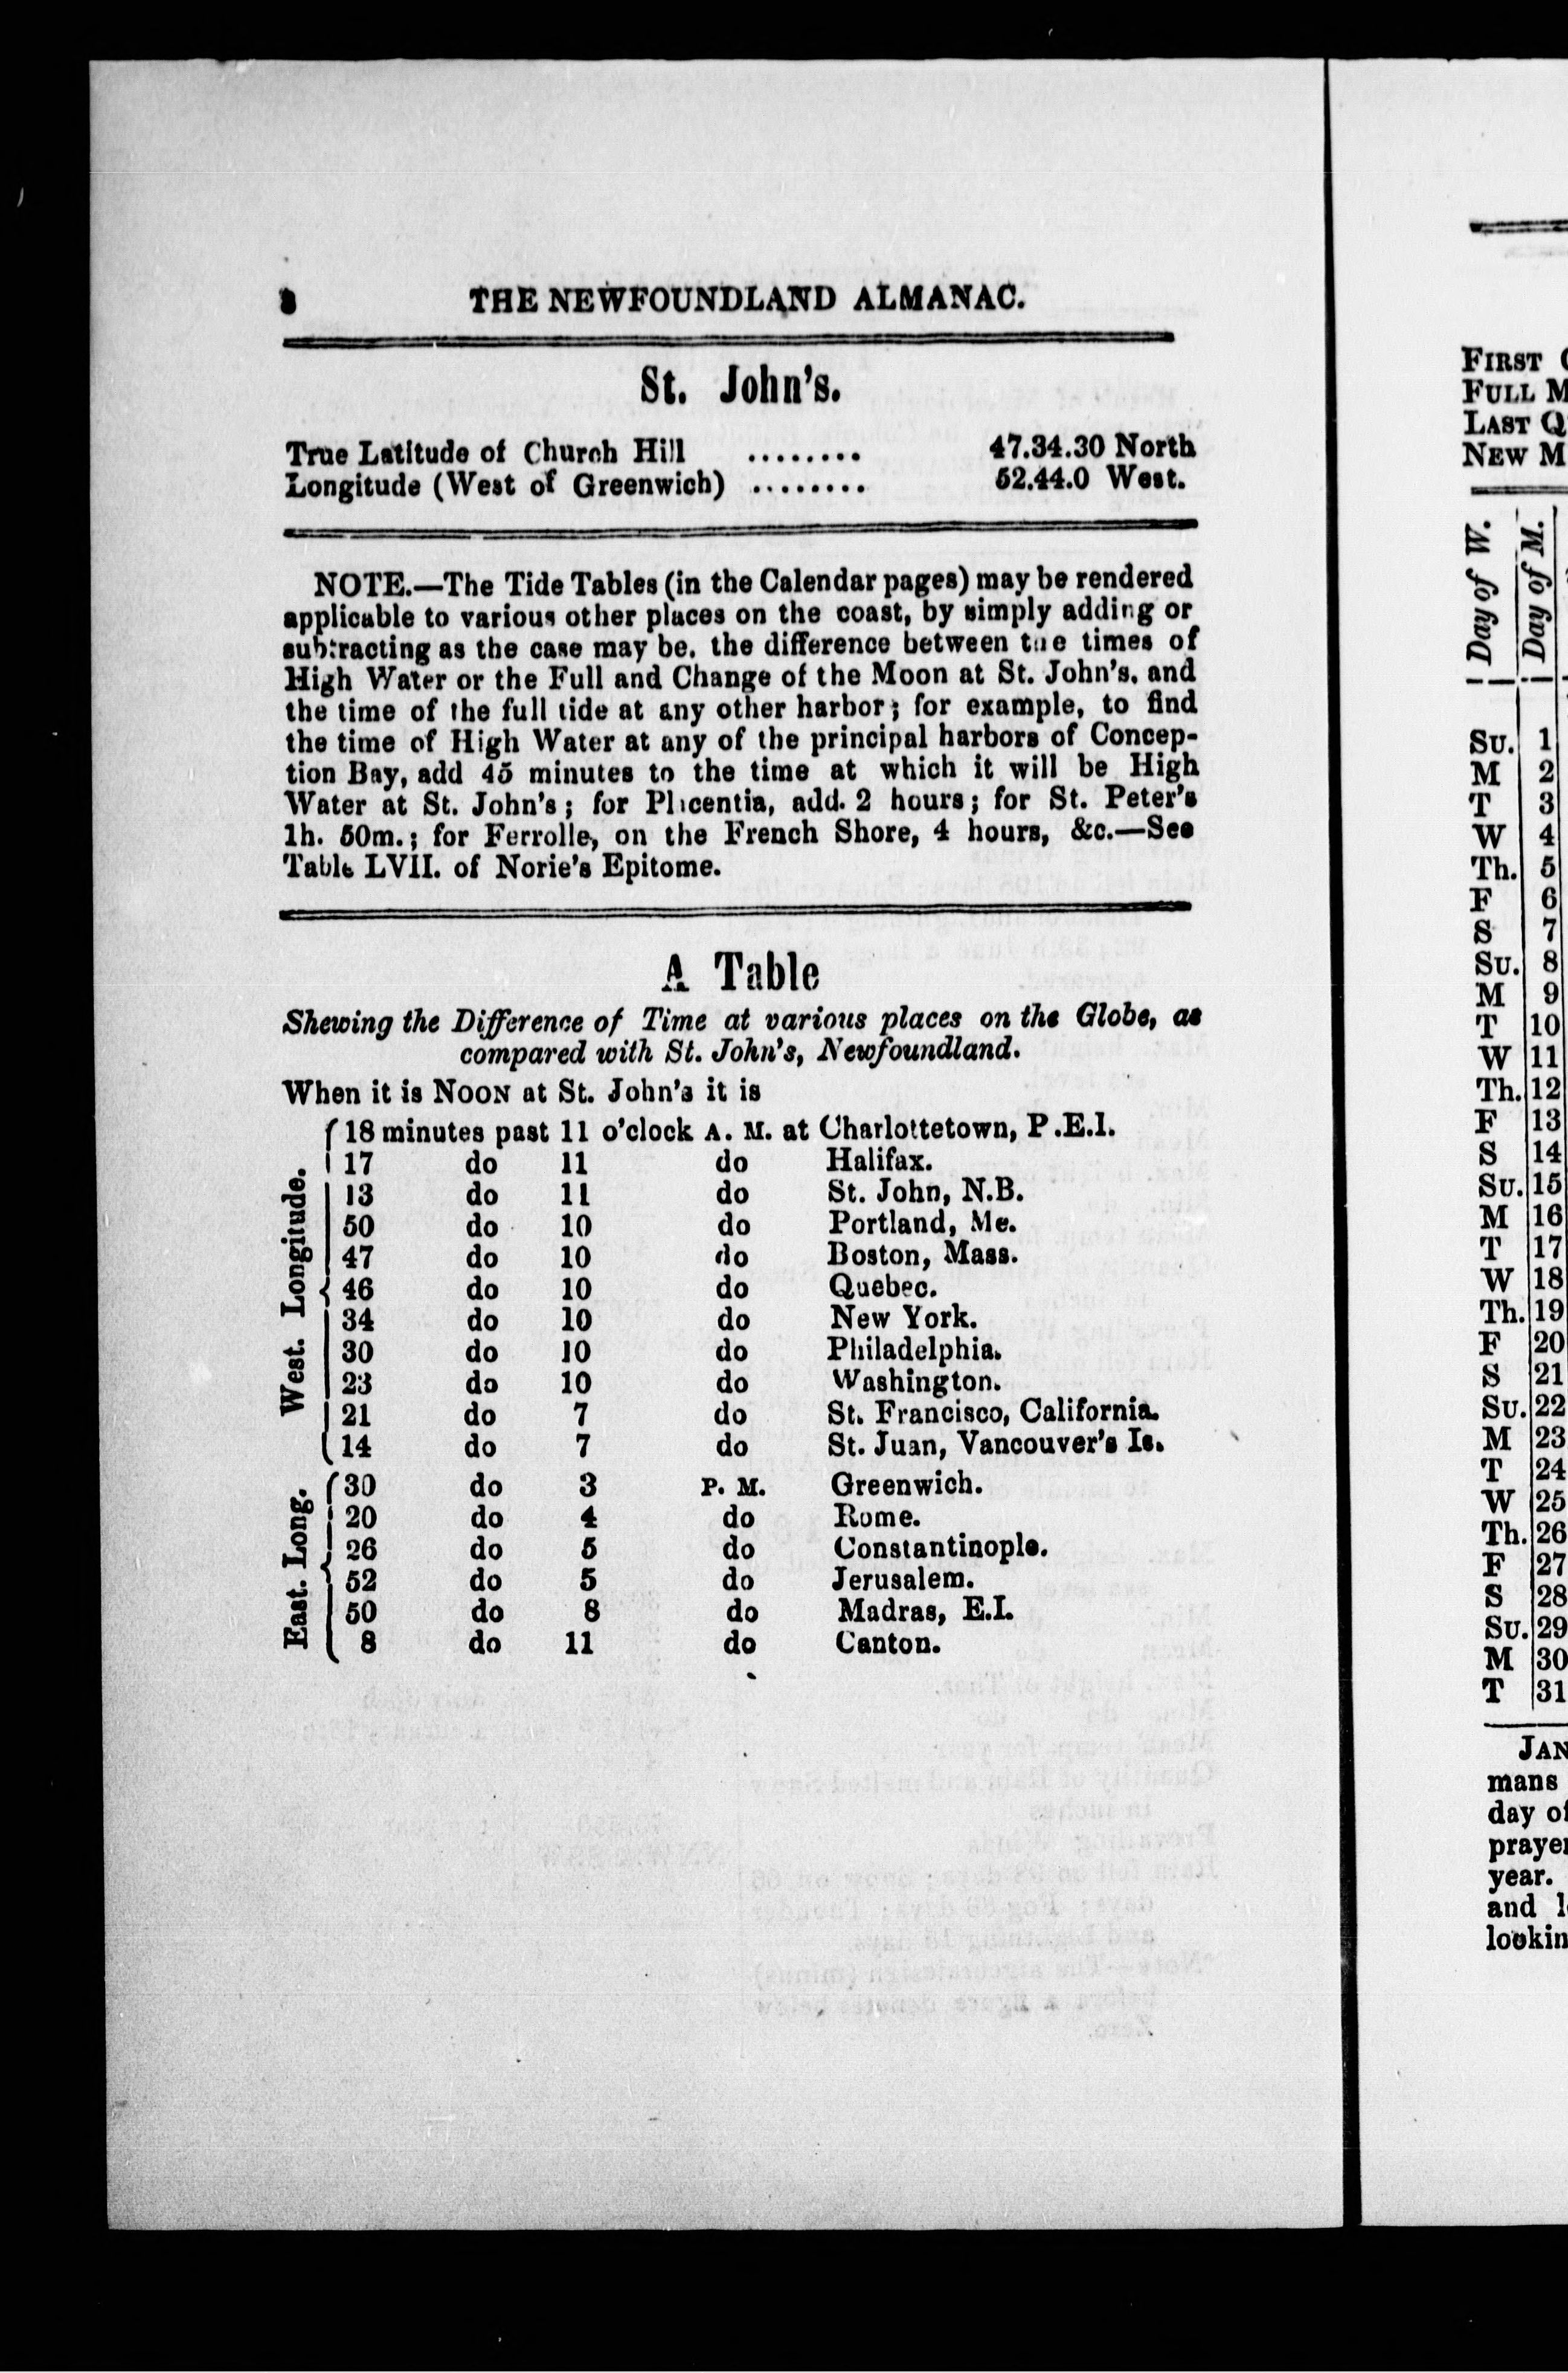 8 THE NEWFOUNDLAND ALMANAC.
St. John's.
True Latitude of Church Hill ........ 47.34.30 North
Longitude (West of Greenwich) ........ 52.44.0 West.
NOTE.—The Tide Tables (in the Calendar pages) may be rendered
applicable to various other places on the coast, by simply adding or
subtracting as the case may be, the difference between the times of
High Water or the Full and Change of the Moon at St. John's, and
the time of the full tide at any other harbor; for example, to find
the time of High Water at any of the principal harbors of Concep-
tion Bay, add 45 minutes to the time at which it will be High
Water at St. John's; for Placentia, add. 2 hours; for St. Peter's
1h. 50m.; for Ferrolle, on the French Shore, 4 hours, &c.—See
Table LVII. of Norie's Epitome.
A Table
Shewing the Difference of Time at various places on the Globe, as
compared with St. John's, Newfoundland.
When it is NOON at St. John's it is
West. Longitude.
18 minutes past 11 o'clock A. M. at Charlottetown, P.E.I.
17 do 11 do Halifax.
13 do 11 do St. John, N.B.
50 do 10 do Portland, Me.
47 do 10 do Boston, Mass.
46 do 10 do Quebec.
34 do 10 do New York.
30 do 10 do Philadelphia.
23 do 10 do Washington.
21 do 7 do St. Francisco, California.
14 do 7 do St. Juan, Vancouver's Is.
East. Long.
30 do 3 P. M. Greenwich.
20 do 4 do Rome.
26 do 5 do Constantinople.
52 do 5 do Jerusalem.
50 do 8 do Madras, E.I.
8 do 11 do Canton.
FIRST
FULL M
LAST Q
NEW M
Day of W. Day of M.
SU. 1
M 2
T 3
W 4
Th. 5
F 6
S 7
SU. 8
M 9
T 10
W 11
Th. 12
F 13
S 14
SU. 15
M 16
T 17
W 18
Th. 19
F 20
S 21
SU. 22
M 23
T 24
W 25
Th. 26
F 27
S 28
SU. 29
M 30
T 31
JAN
mans
day of
prayer
year.
and l
lookin